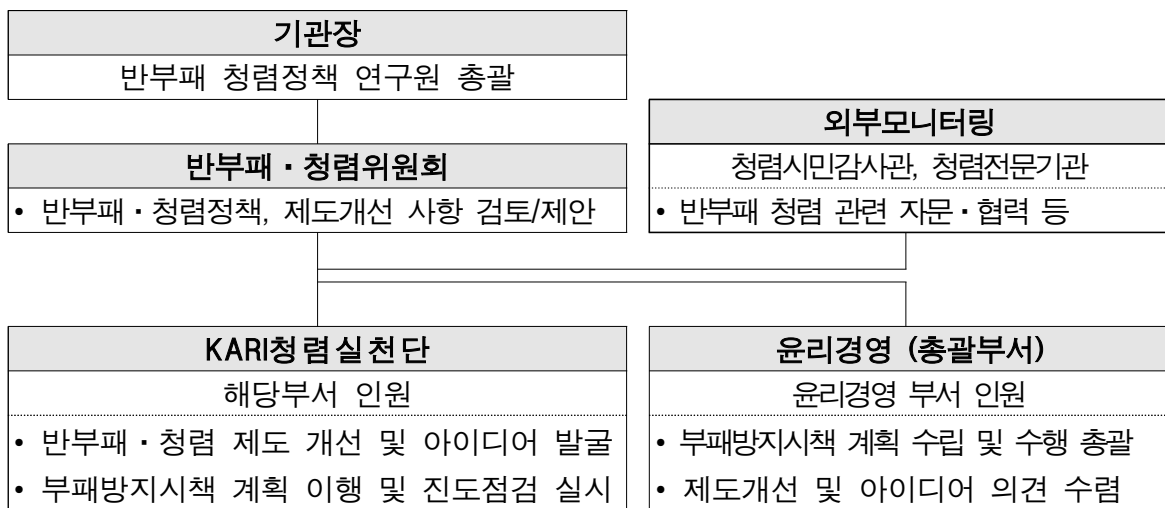 기관장
반부패 청렴정책 연구원 총괄
외부모니터링
청렴시민감사관, 청렴전문기관
• 반부패 청렴 관련 자문･협력 등
반부패･청렴위원회
• 반부패･청렴정책, 제도개선 사항 검토/제안
KARI청렴실천단
해당부서 인원
• 반부패･청렴 제도 개선 및 아이디어 발굴
• 부패방지시책 계획 이행 및 진도점검 실시
윤리경영 (총괄부서)
윤리경영 부서 인원
• 부패방지시책 계획 수립 및 수행 총괄
• 제도개선 및 아이디어 의견 수렴